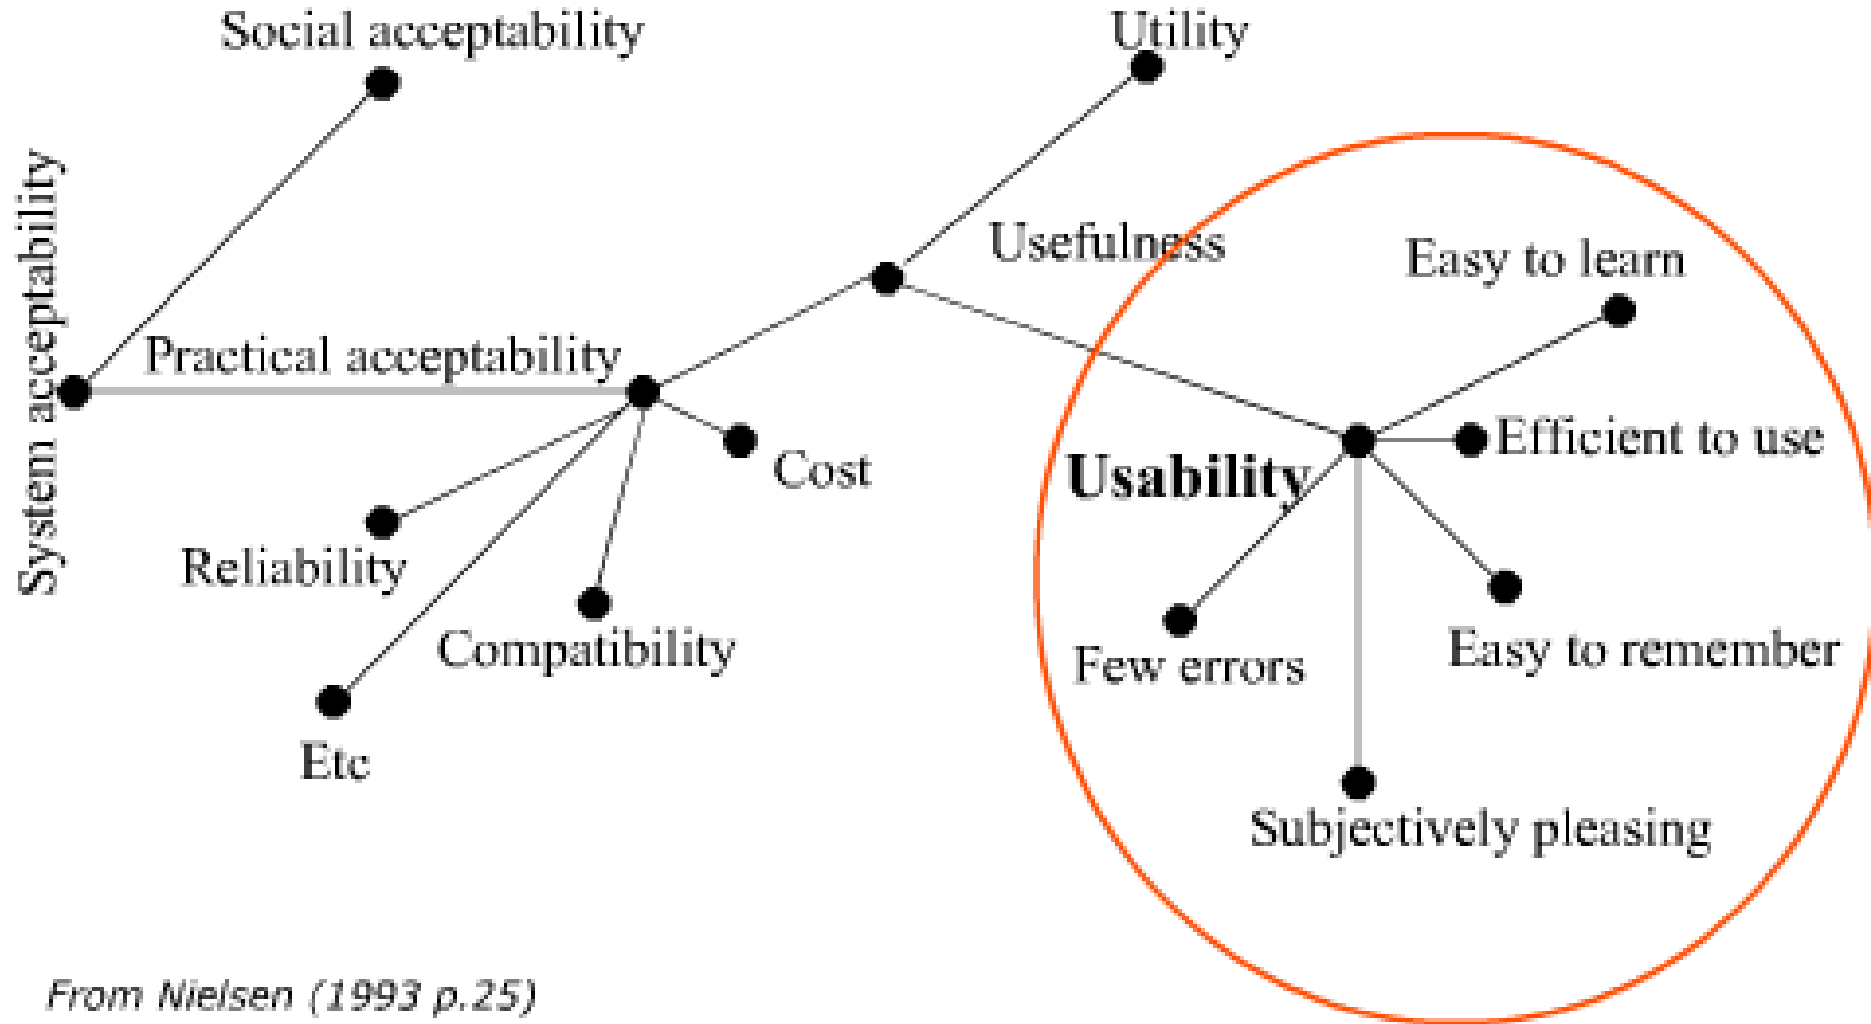 Social acceptability
Utility
System acceptability
Usefulness
Easy to learn
Practical acceptability
Efficient to use
Cost
Usability
Reliability
Compatibility
Few errors
Easy to remember
Etc
Subjectively pleasing
From Nielsen (1993 p.25)